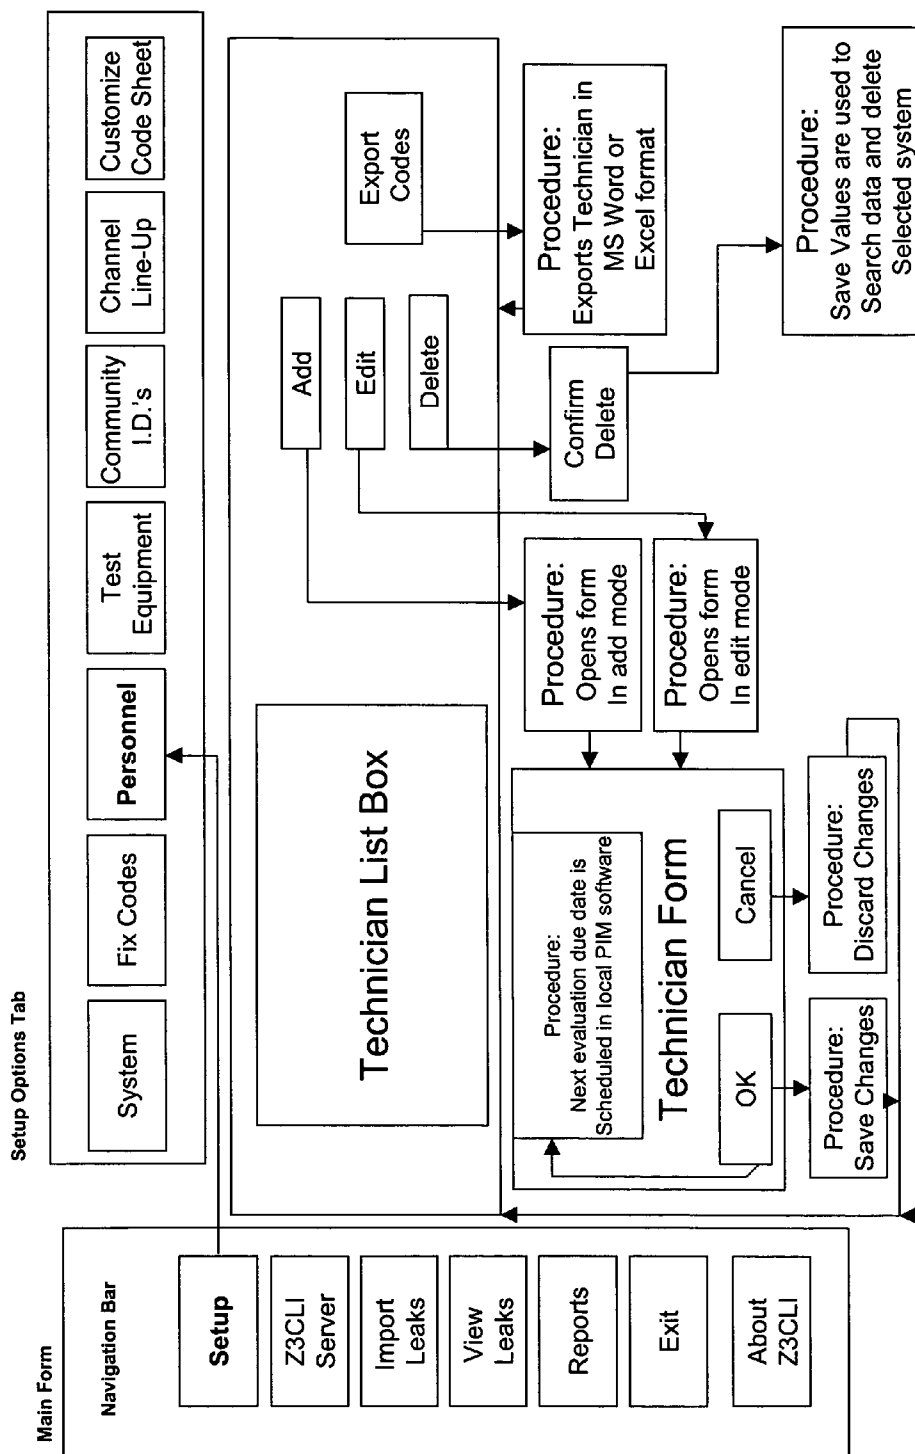 Main Form
Navigation Bar
Setup
Z3CLI
Server
Import
Leaks
View
Leaks
Reports
Exit
About
Z3CLI
Setup Options Tab
System
Fix Codes
Personnel
Test
Equipment
Community
I.D.'s
Channel
Line-Up
Customize
Code Sheet
Technician List Box
Add
Edit
Delete
Export
Codes
Procedure:
Next evaluation due date is
Scheduled in local PIM software
Technician Form
OK
Cancel
Procedure:
Opens form
In add mode
Procedure:
Opens form
In edit mode
Confirm
Delete
Procedure:
Exports Technician in
MS Word or
Excel format
Procedure:
Save Changes
Procedure:
Discard Changes
Procedure:
Save Values are used to
Search data and delete
Selected system